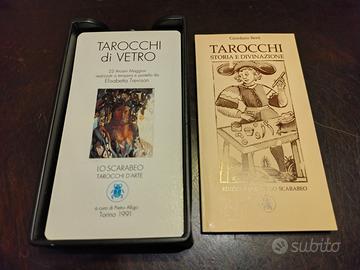 TAROCCHI
di VETRO
22 Arcani Maggiori
realizzati a tempera e pastello da
Elisabetta Trevisan
LO SCARABEO
TAROCCHI D'ARTE
a cura di Pietro Alligo
Torino 1991
Giordano Berti
TAROCCHI
STORIA E DIVINAZIONE
LO SCARABEO
subito